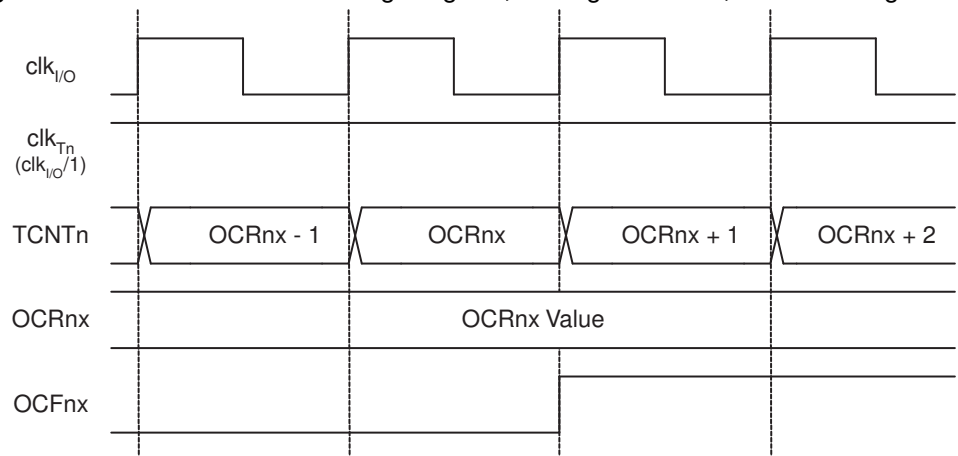 clkI/O
clkTn
(clkI/O/1)
TCNTn OCRnx - 1 OCRnx OCRnx + 1 OCRnx + 2
OCRnx OCRnx Value
OCFnx